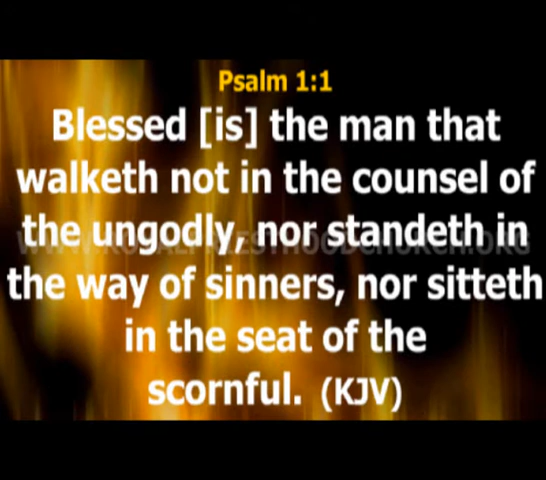 Psalm 1:1
Blessed [is] the man that
walketh not in the counsel of
the ungodly, nor standeth in
the way of sinners, nor sitteth
in the seat of the
scornful. (KJV)